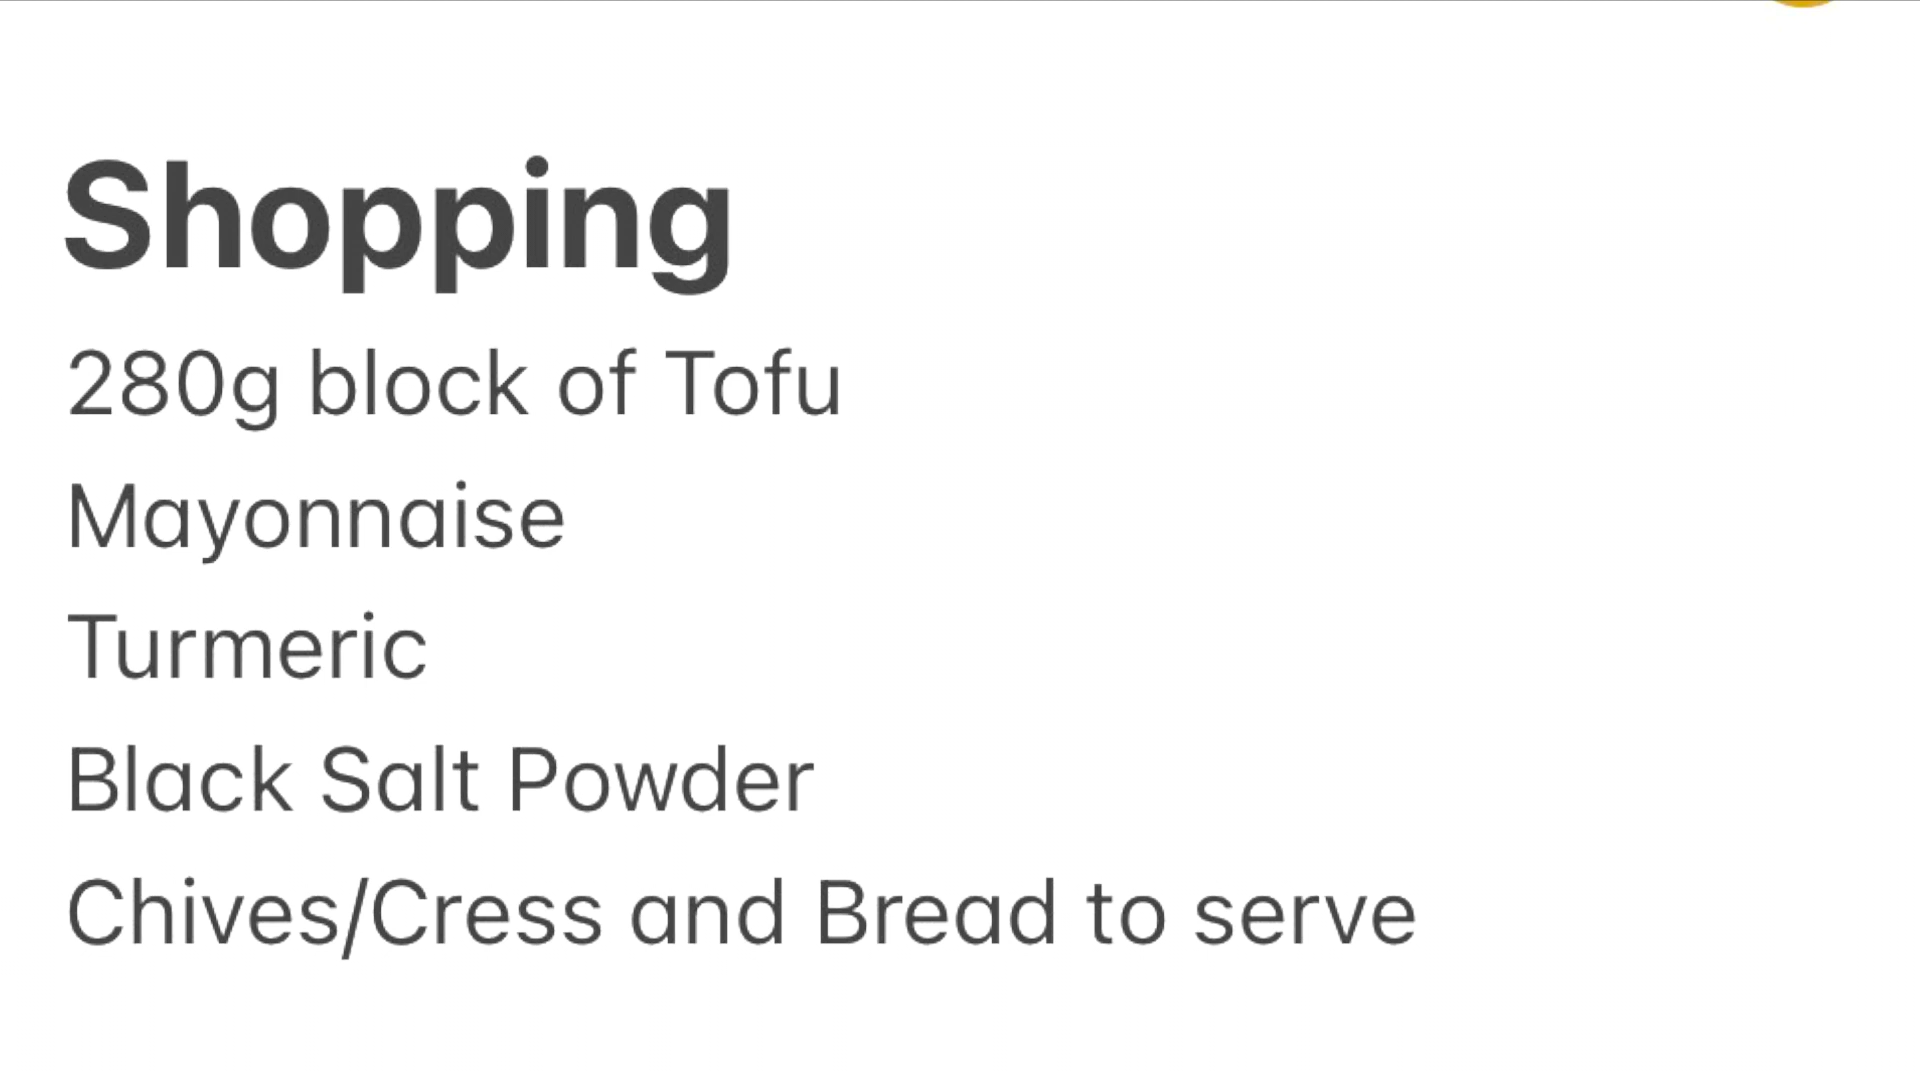 Shopping
280g block of Tofu
Mayonnaise
Turmeric
Black Salt Powder
Chives/Cress and Bread to serve